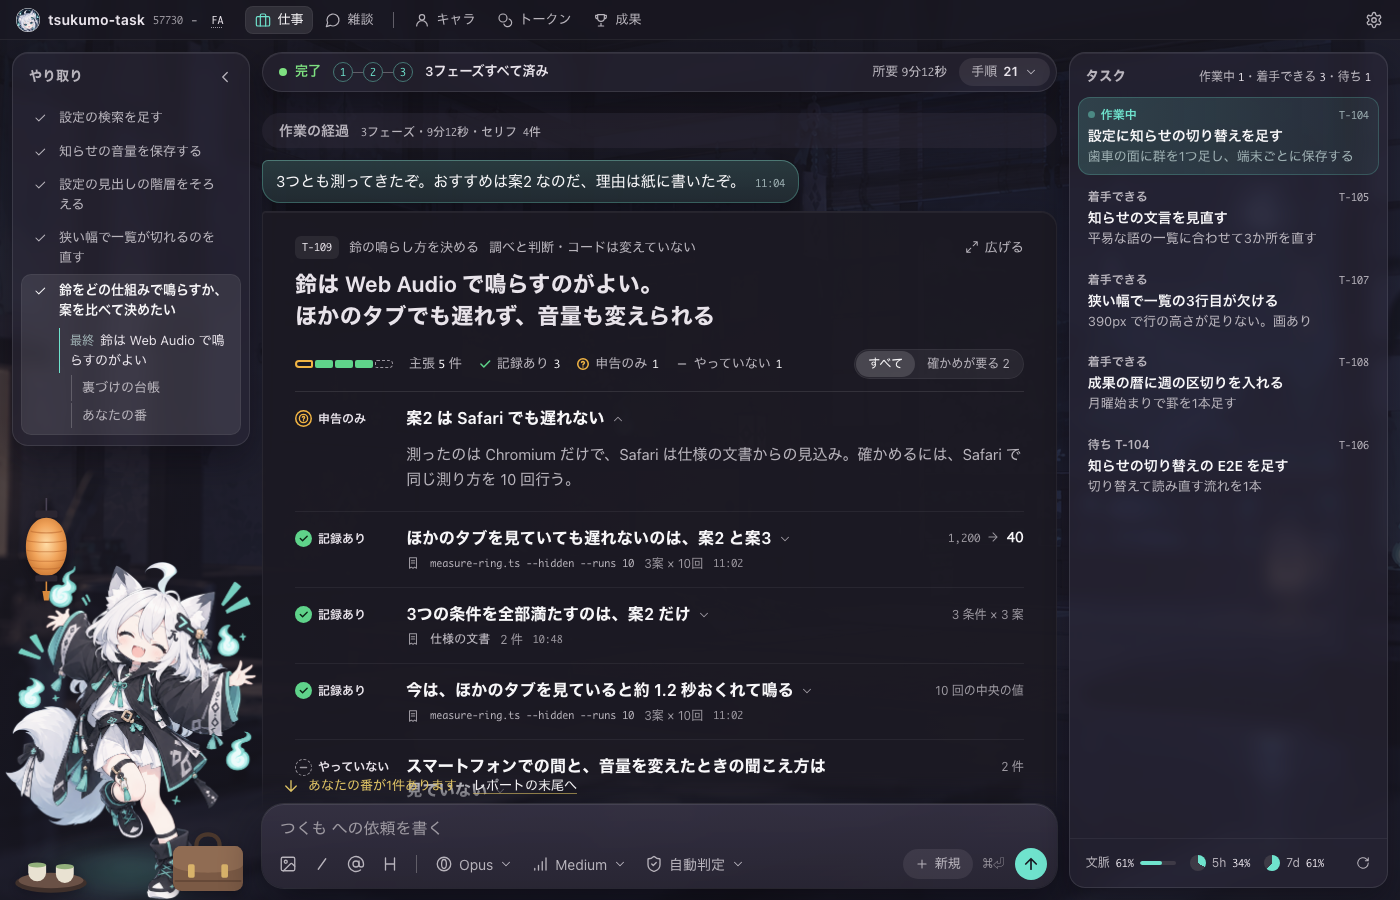 tsukumo-task 57730 - FA 仕事 雑談 キャラ トークン 成果
やり取り
設定の検索を足す
知らせの音量を保存する
設定の見出しの階層をそろ
える
狭い幅で一覧が切れるのを
直す
鈴をどの仕組みで鳴らすか、
案を比べて決めたい
最終 鈴は Web Audio で鳴
らすのがよい
裏づけの台帳
あなたの番
完了 1 2 3 3フェーズすべて済み 所要 9分12秒 手順 21
作業の経過 3フェーズ・9分12秒・セリフ 4件
3つとも測ってきたぞ。おすすめは案2 なのだ、理由は紙に書いたぞ。 11:04
T-109 鈴の鳴らし方を決める 調べと判断・コードは変えていない 広げる
鈴は Web Audio で鳴らすのがよい。
ほかのタブでも遅れず、音量も変えられる
主張 5 件 記録あり 3 申告のみ 1 やっていない 1 すべて 確かめが要る 2
申告のみ 案2 は Safari でも遅れない
測ったのは Chromium だけで、Safari は仕様の文書からの見込み。確かめるには、Safari で
同じ測り方を 10 回行う。
記録あり ほかのタブを見ていても遅れないのは、案2 と案3 1,200 → 40
measure-ring.ts --hidden --runs 10 3案 × 10回 11:02
記録あり 3つの条件を全部満たすのは、案2 だけ 3 条件 × 3 案
仕様の文書 2 件 10:48
記録あり 今は、ほかのタブを見ていると約 1.2 秒おくれて鳴る 10 回の中央の値
measure-ring.ts --hidden --runs 10 3案 × 10回 11:02
やっていない スマートフォンでの間と、音量を変えたときの聞こえ方は 2 件
見ていない
あなたの番が1件あります レポートの末尾へ
つくも への依頼を書く
/ @ H Opus Medium 自動判定 + 新規 ⌘⏎
タスク 作業中 1・着手できる 3・待ち 1
作業中 T-104
設定に知らせの切り替えを足す
歯車の面に群を1つ足し、端末ごとに保存する
着手できる T-105
知らせの文言を見直す
平易な語の一覧に合わせて3か所を直す
着手できる T-107
狭い幅で一覧の3行目が欠ける
390px で行の高さが足りない。画あり
着手できる T-108
成果の暦に週の区切りを入れる
月曜始まりで罫を1本足す
待ち T-104 T-106
知らせの切り替えの E2E を足す
切り替えて読み直す流れを1本
文脈 61% 5h 34% 7d 61%